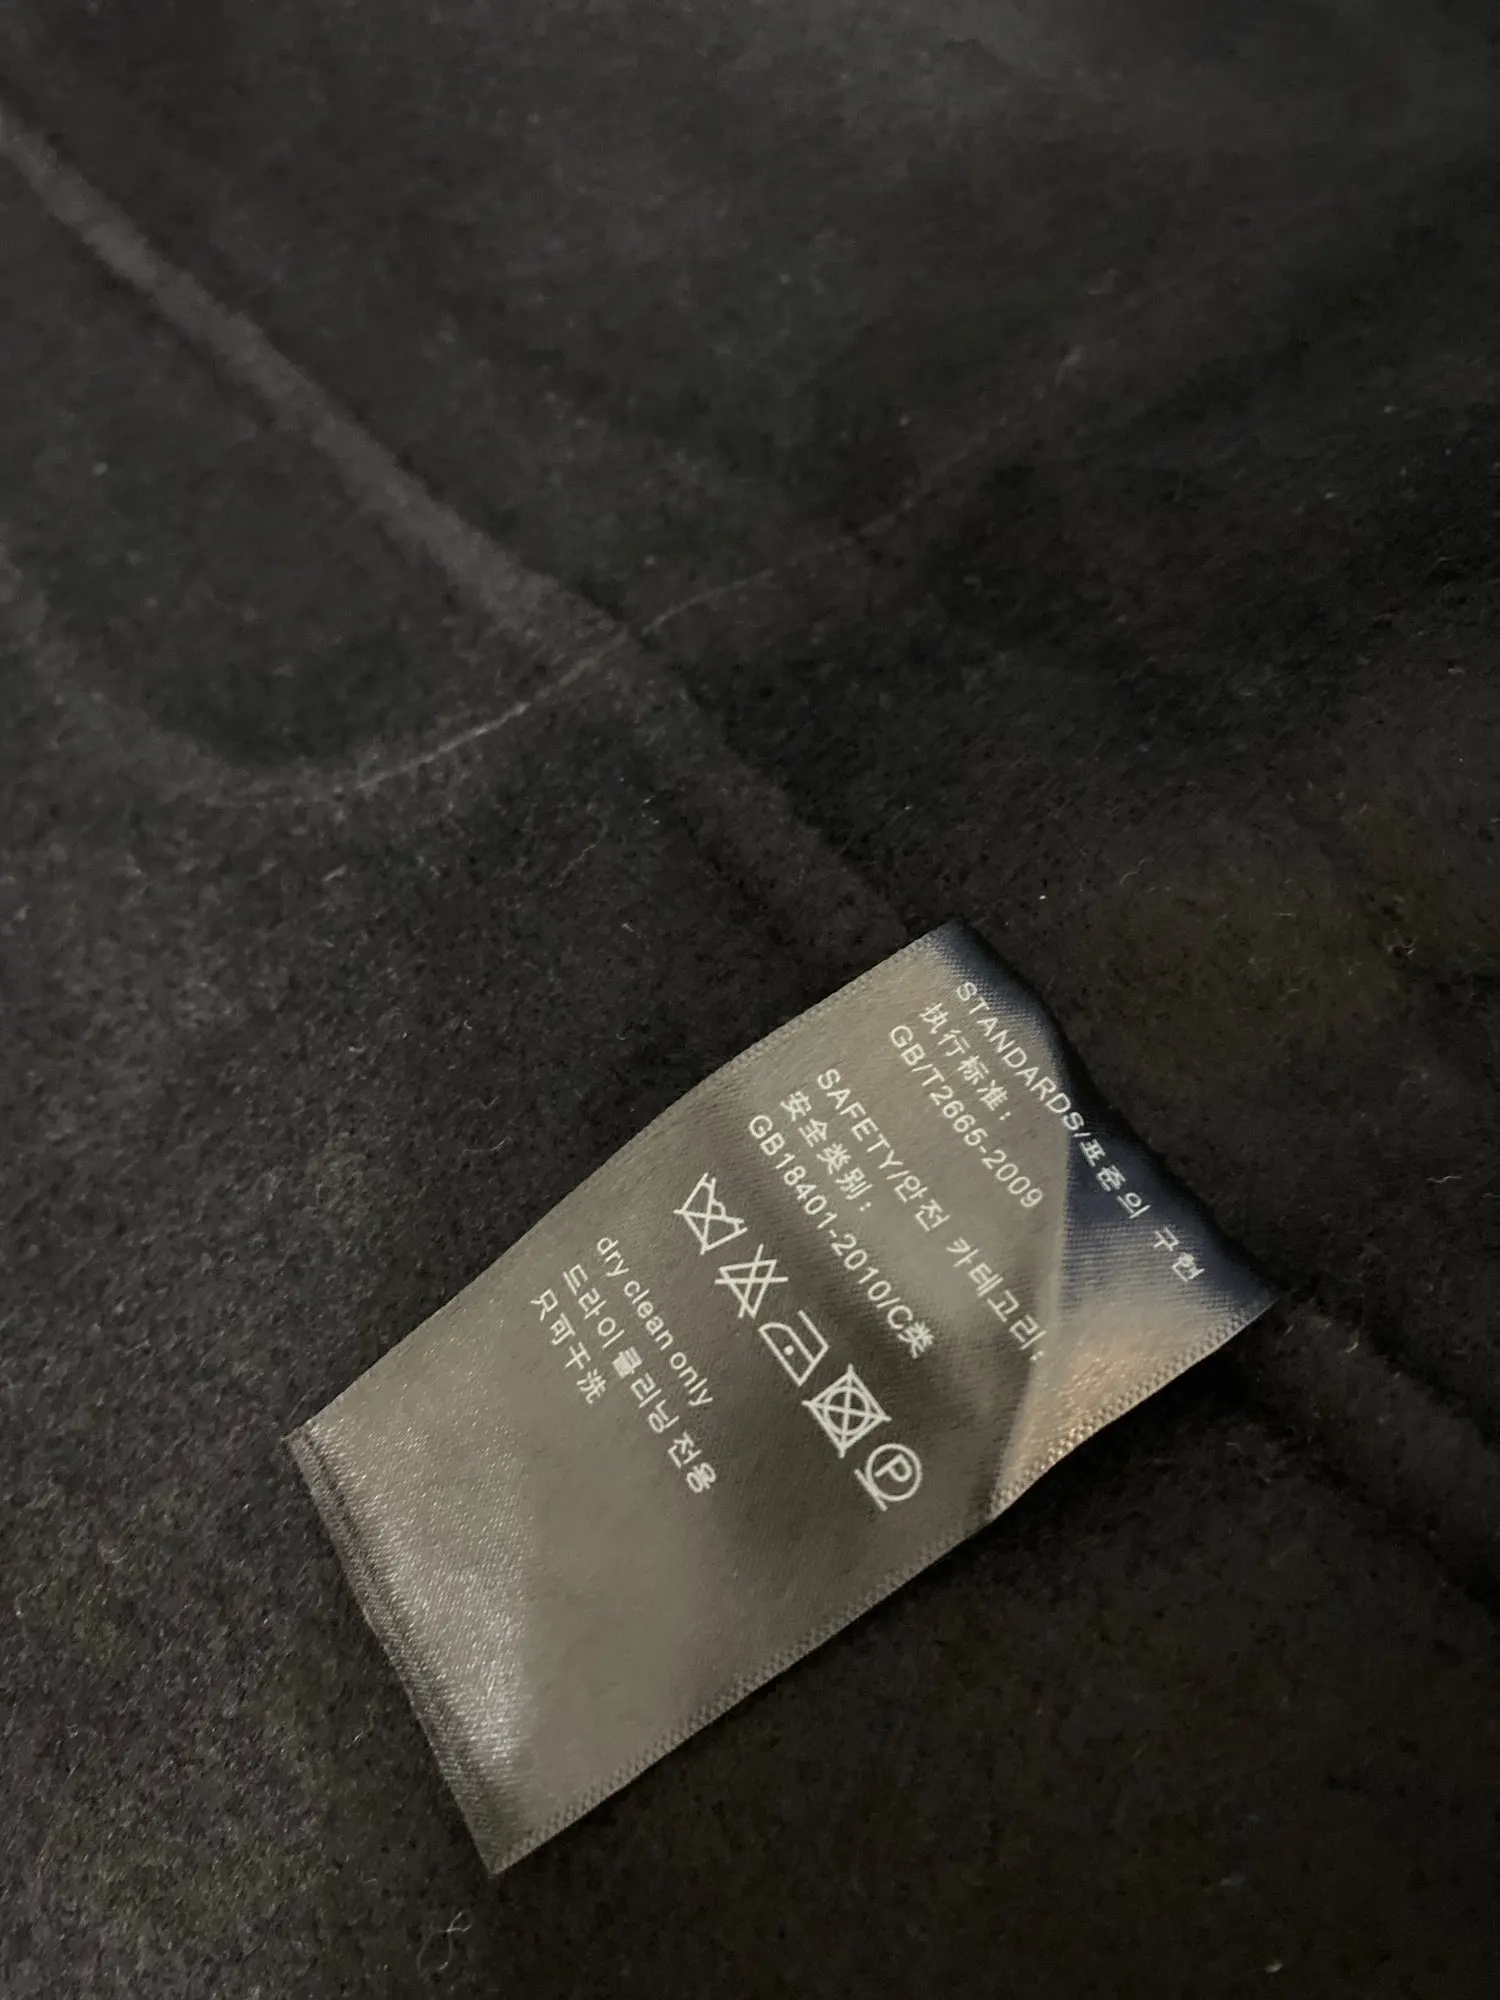 STANDARDS/표준의 구현
执行标准：
GB/T2665-2009
SAFETY/안전 카테고리:
安全类别：
GB18401-2010/C类
P
dry clean only
드라이 클리닝 전용
只可干洗